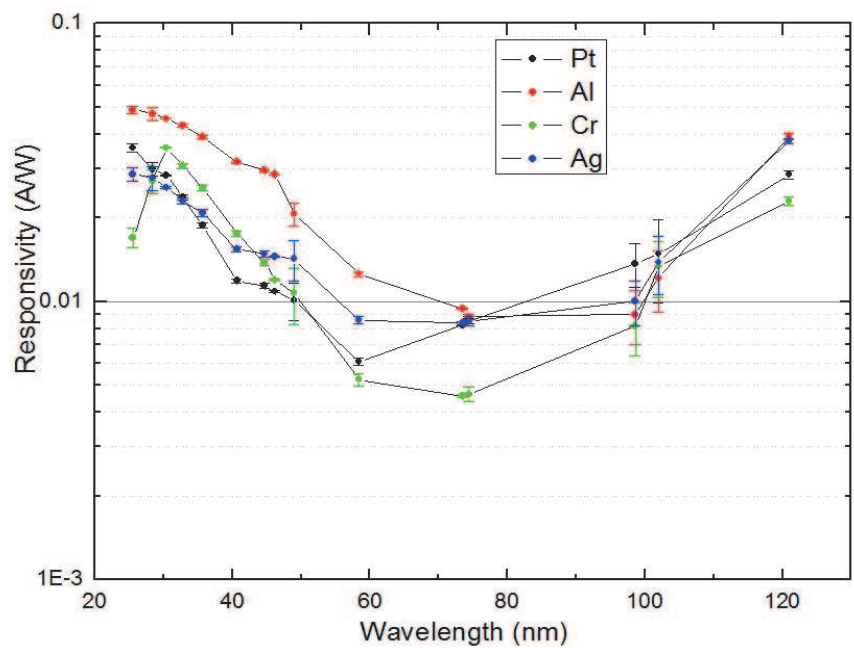 0.1
Pt
Al
Cr
Ag
Responsivity (A/W)
0.01
1E-3
20 40 60 80 100 120
Wavelength (nm)